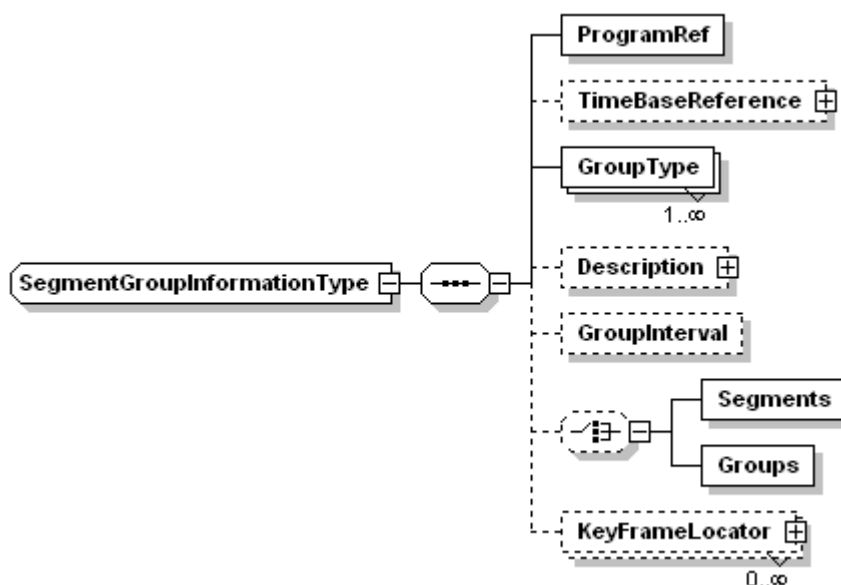 ProgramRef
TimeBaseReference
GroupType
1..∞
SegmentGroupInformationType
Description
GroupInterval
Segments
Groups
KeyFrameLocator
0..∞